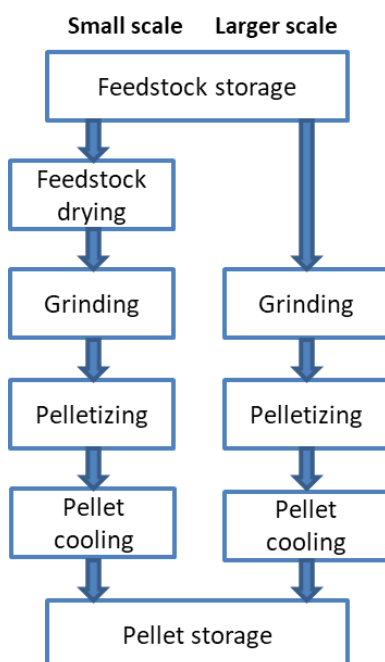 Small scale Larger scale
Feedstock storage
Feedstock
drying
Grinding Grinding
Pelletizing Pelletizing
Pellet
cooling
Pellet
cooling
Pellet storage